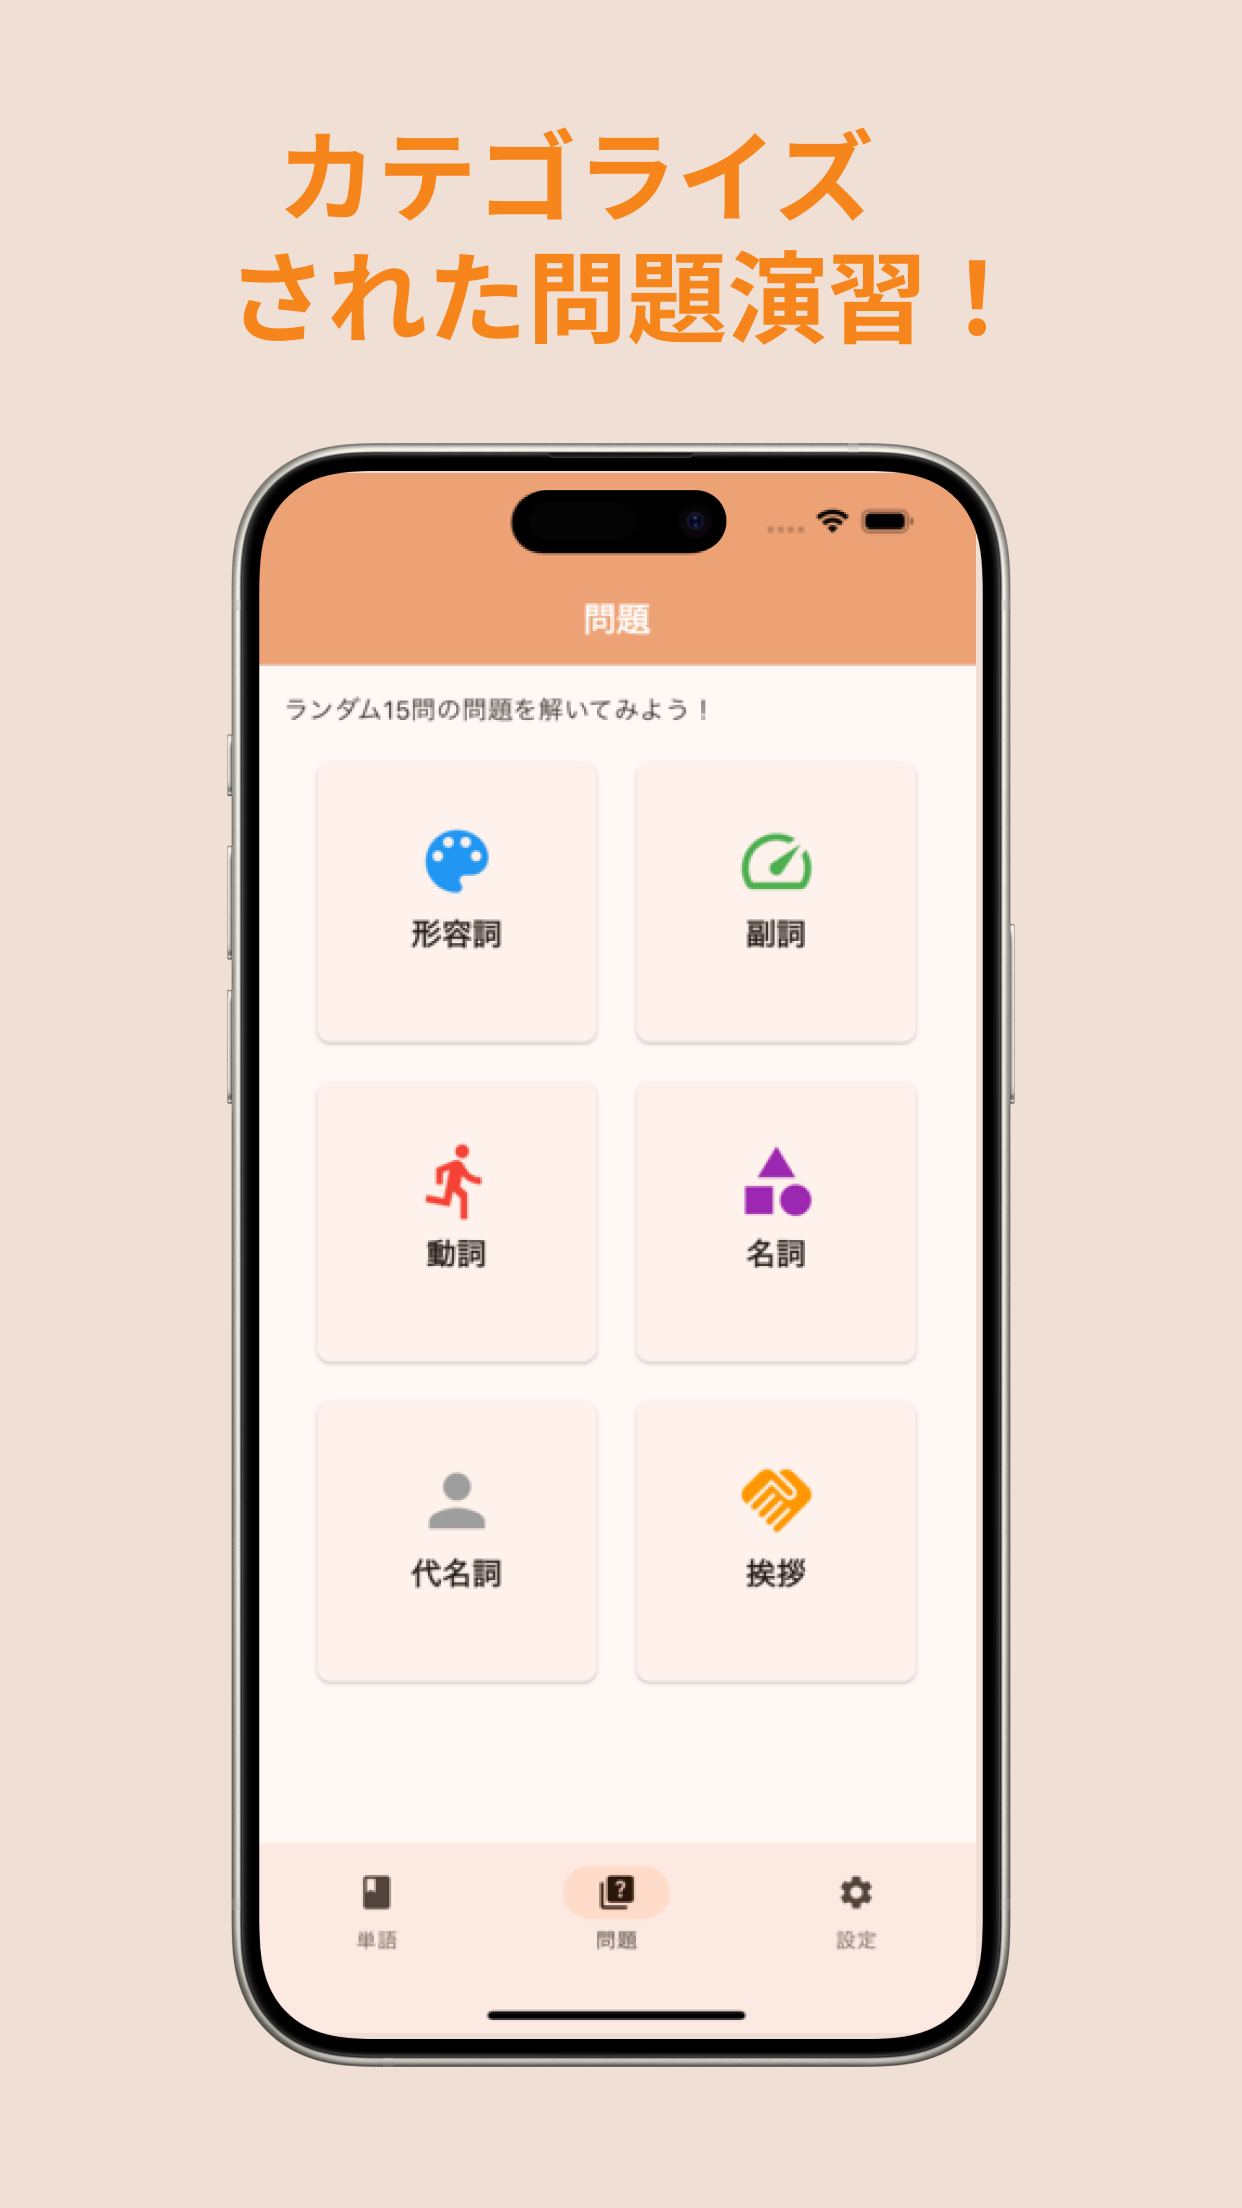 カテゴライズ
された問題演習！
問題
ランダム15問の問題を解いてみよう！
形容詞
副詞
動詞
名詞
代名詞
挨拶
単語
問題
設定